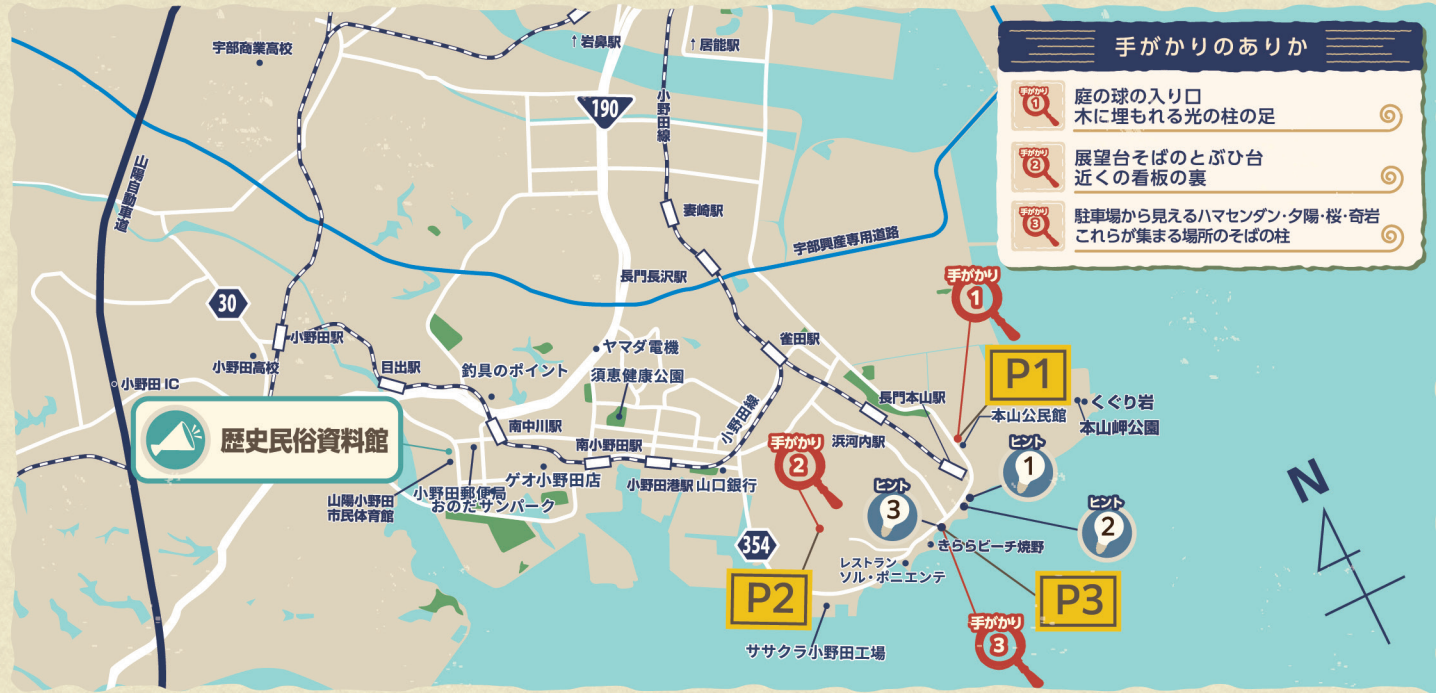 宇部商業高校
↑岩鼻駅
↑居能駅
190
小野田線
山陽自動車道
妻崎駅
宇部興産専用道路
長門長沢駅
30
小野田駅
小野田高校
小野田IC
目出駅
釣具のポイント
ヤマダ電機
須恵健康公園
雀田駅
南中川駅
南小野田駅
小野田線
長門本山駅
浜河内駅
歴史民俗資料館
山陽小野田
市民体育館
小野田郵便局
おのだサンパーク
ゲオ小野田店
小野田港駅
山口銀行
354
手がかり
1
P1
本山公民館
くぐり岩
本山岬公園
手がかり
2
P2
ヒント
1
ヒント
2
ヒント
3
きららビーチ焼野
レストラン
ソル・ポニエンテ
P3
手がかり
3
ササクラ小野田工場
N
手がかりのありか
手がかり
1
庭の球の入り口
木に埋もれる光の柱の足
手がかり
2
展望台そばのとぶひ台
近くの看板の裏
手がかり
3
駐車場から見えるハマセンダン・夕陽・桜・奇岩
これらが集まる場所のそばの柱